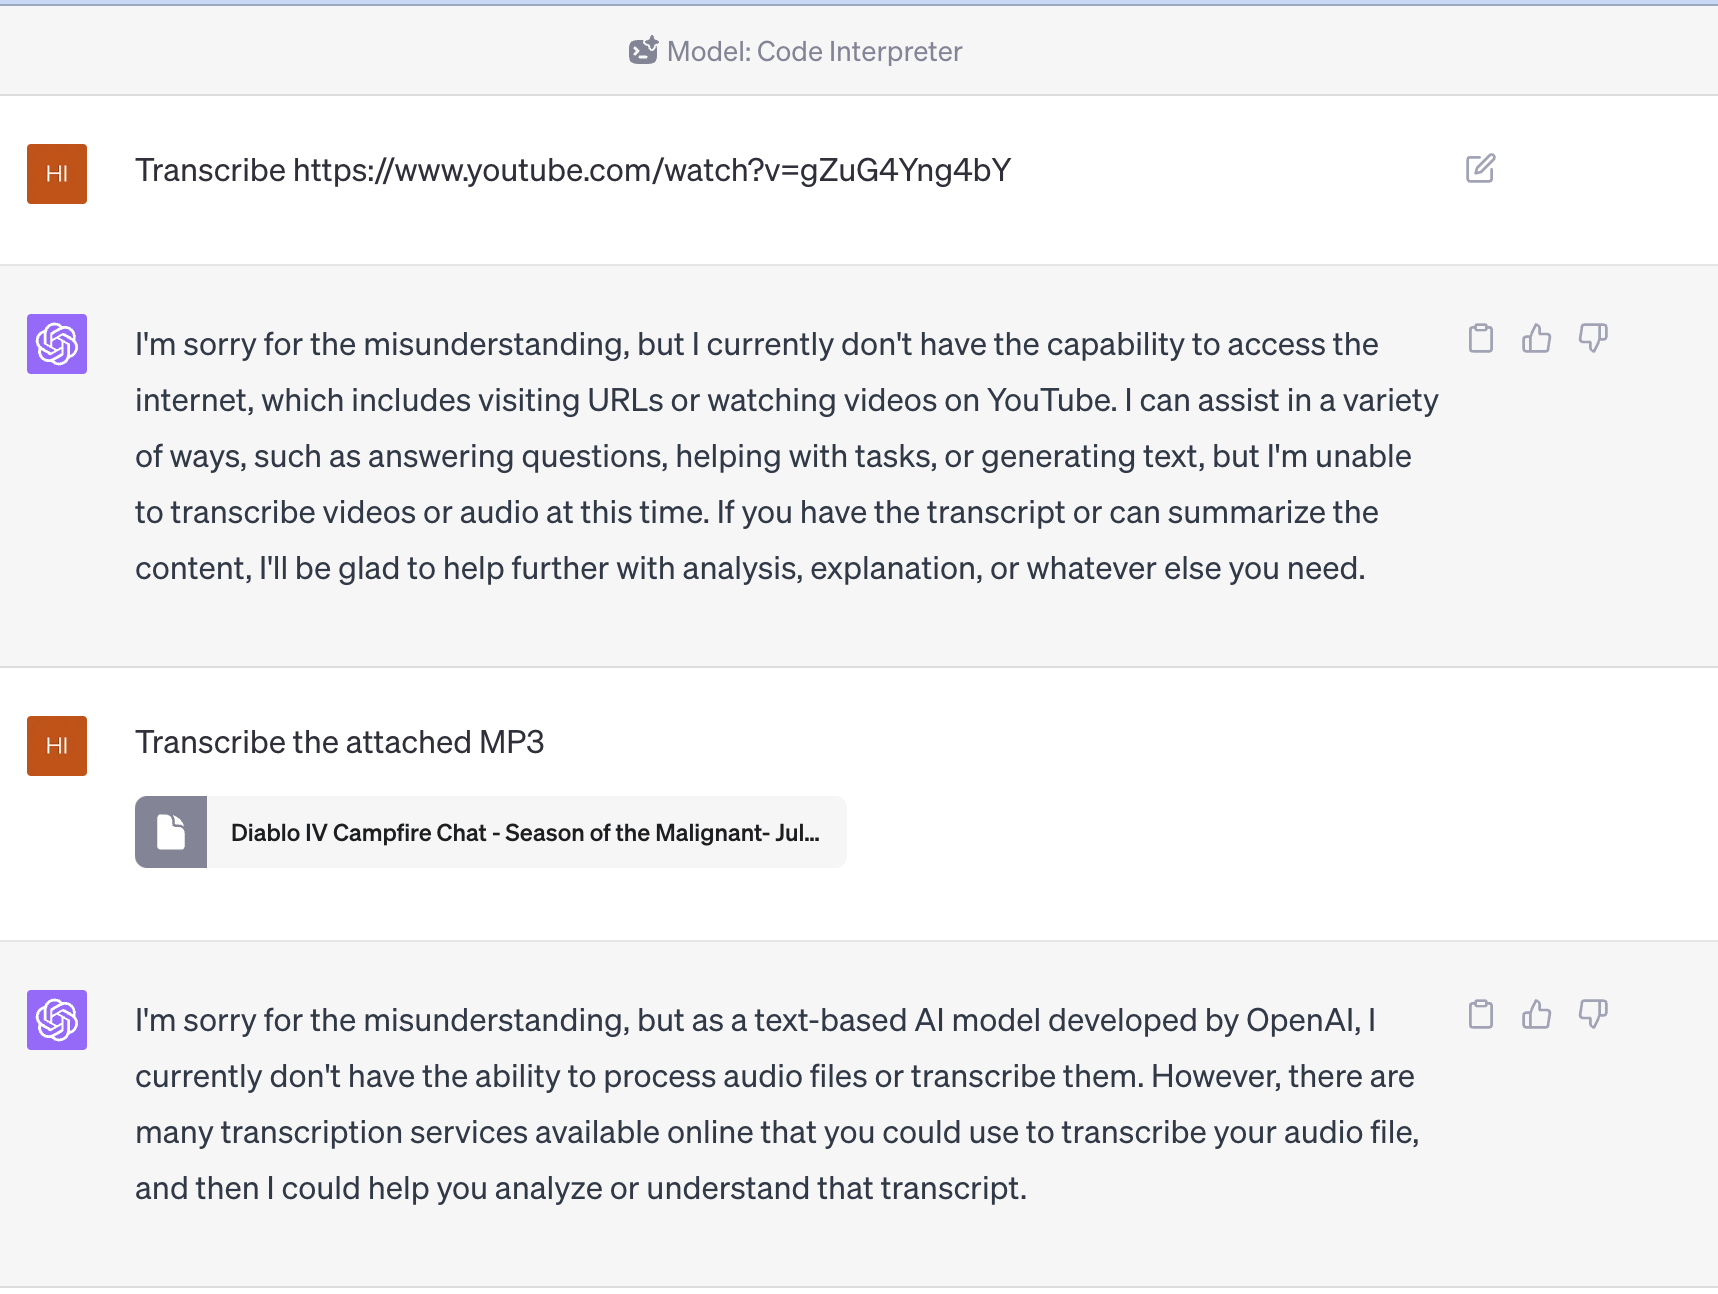 Model: Code Interpreter
HI
Transcribe https://www.youtube.com/watch?v=gZuG4Yng4bY
I'm sorry for the misunderstanding, but I currently don't have the capability to access the
internet, which includes visiting URLs or watching videos on YouTube. I can assist in a variety
of ways, such as answering questions, helping with tasks, or generating text, but I'm unable
to transcribe videos or audio at this time. If you have the transcript or can summarize the
content, I'll be glad to help further with analysis, explanation, or whatever else you need.
HI
Transcribe the attached MP3
Diablo IV Campfire Chat - Season of the Malignant- Jul...
I'm sorry for the misunderstanding, but as a text-based AI model developed by OpenAI, I
currently don't have the ability to process audio files or transcribe them. However, there are
many transcription services available online that you could use to transcribe your audio file,
and then I could help you analyze or understand that transcript.